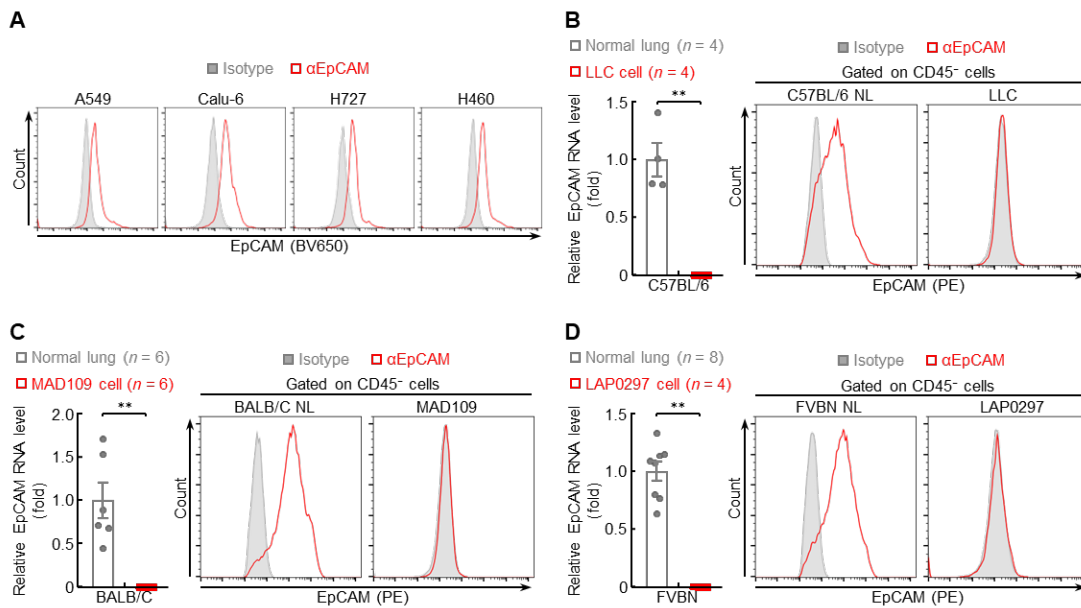 A
Isotype αEpCAM
A549 Calu-6 H727 H460
Count
EpCAM (BV650)
B
Normal lung (n = 4)
LLC cell (n = 4)
Relative EpCAM RNA level
(fold)
1.5
1.0
0.5
0
**
C57BL/6
Isotype αEpCAM
Gated on CD45⁻ cells
C57BL/6 NL LLC
Count
EpCAM (PE)
C
Normal lung (n = 6)
MAD109 cell (n = 6)
Relative EpCAM RNA level
(fold)
2.0
1.5
1.0
0.5
0
**
BALB/C
Isotype αEpCAM
Gated on CD45⁻ cells
BALB/C NL MAD109
Count
EpCAM (PE)
D
Normal lung (n = 8)
LAP0297 cell (n = 4)
Relative EpCAM RNA level
(fold)
1.5
1.0
0.5
0
**
FVBN
Isotype αEpCAM
Gated on CD45⁻ cells
FVBN NL LAP0297
Count
EpCAM (PE)